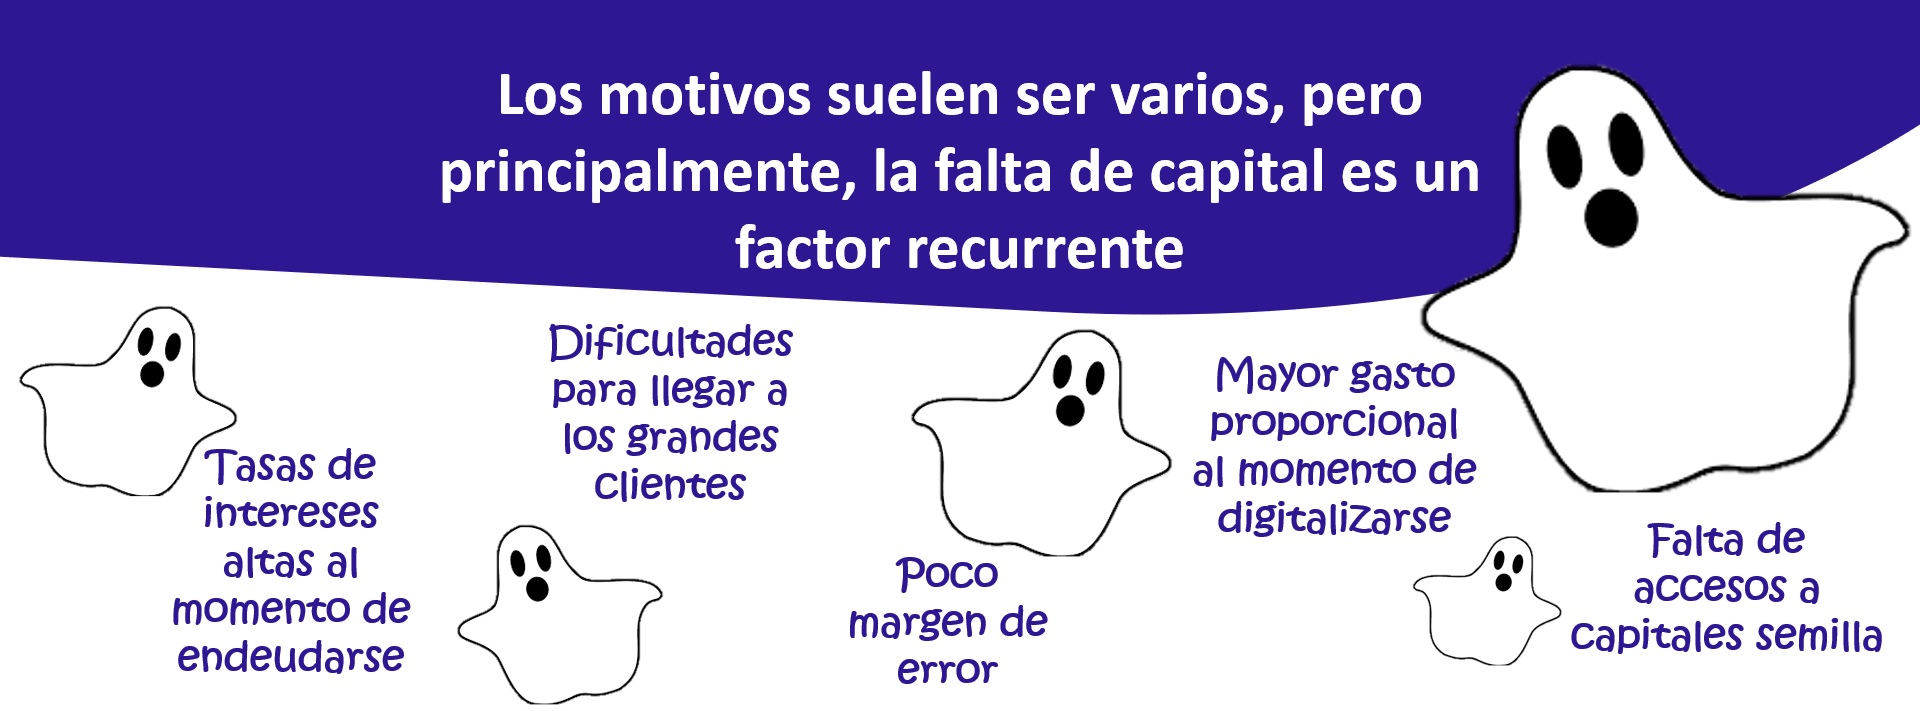 Los motivos suelen ser varios, pero
principalmente, la falta de capital es un
factor recurrente
Tasas de
intereses
altas al
momento de
endeudarse
Dificultades
para llegar a
los grandes
clientes
Poco
margen de
error
Mayor gasto
proporcional
al momento de
digitalizarse
Falta de
accesos a
capitales semilla